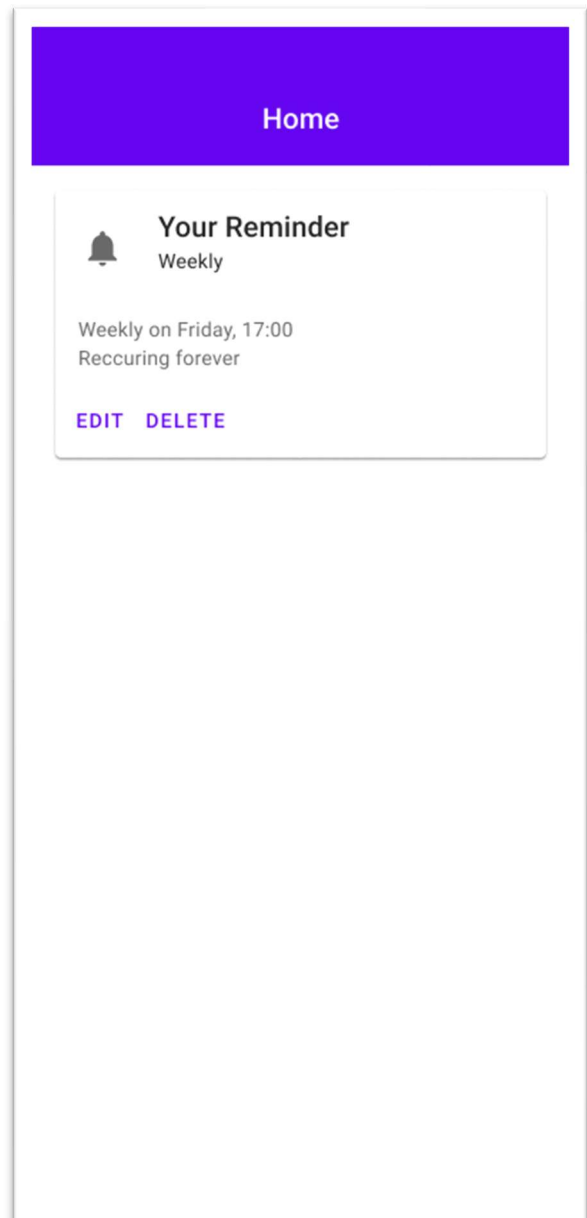 Home
Your Reminder
Weekly
Weekly on Friday, 17:00
Reccuring forever
EDIT DELETE